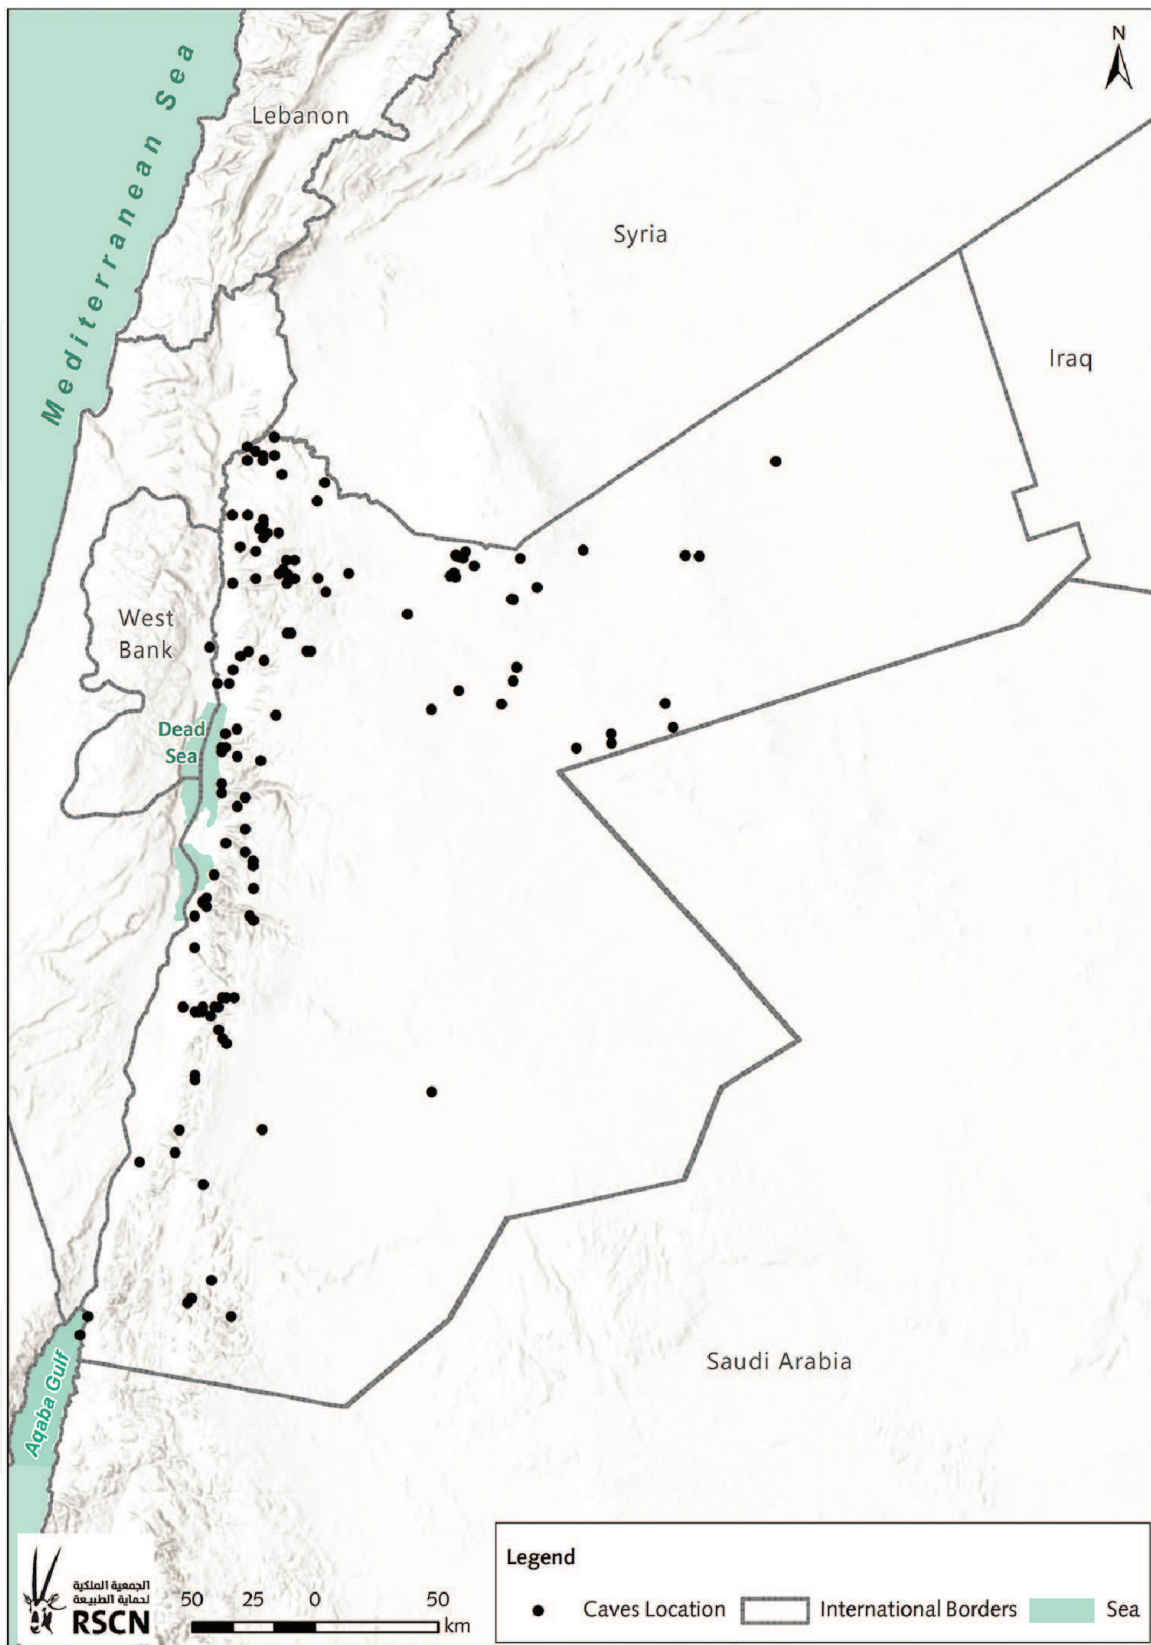 N
Lebanon
Mediterranean Sea
Syria
Iraq
West
Bank
Dead
Sea
Saudi Arabia
Aqaba Gulf
الجمعية الملكية
لحماية الطبيعة
RSCN
50 25 0 50
km
Legend
Caves Location
International Borders
Sea